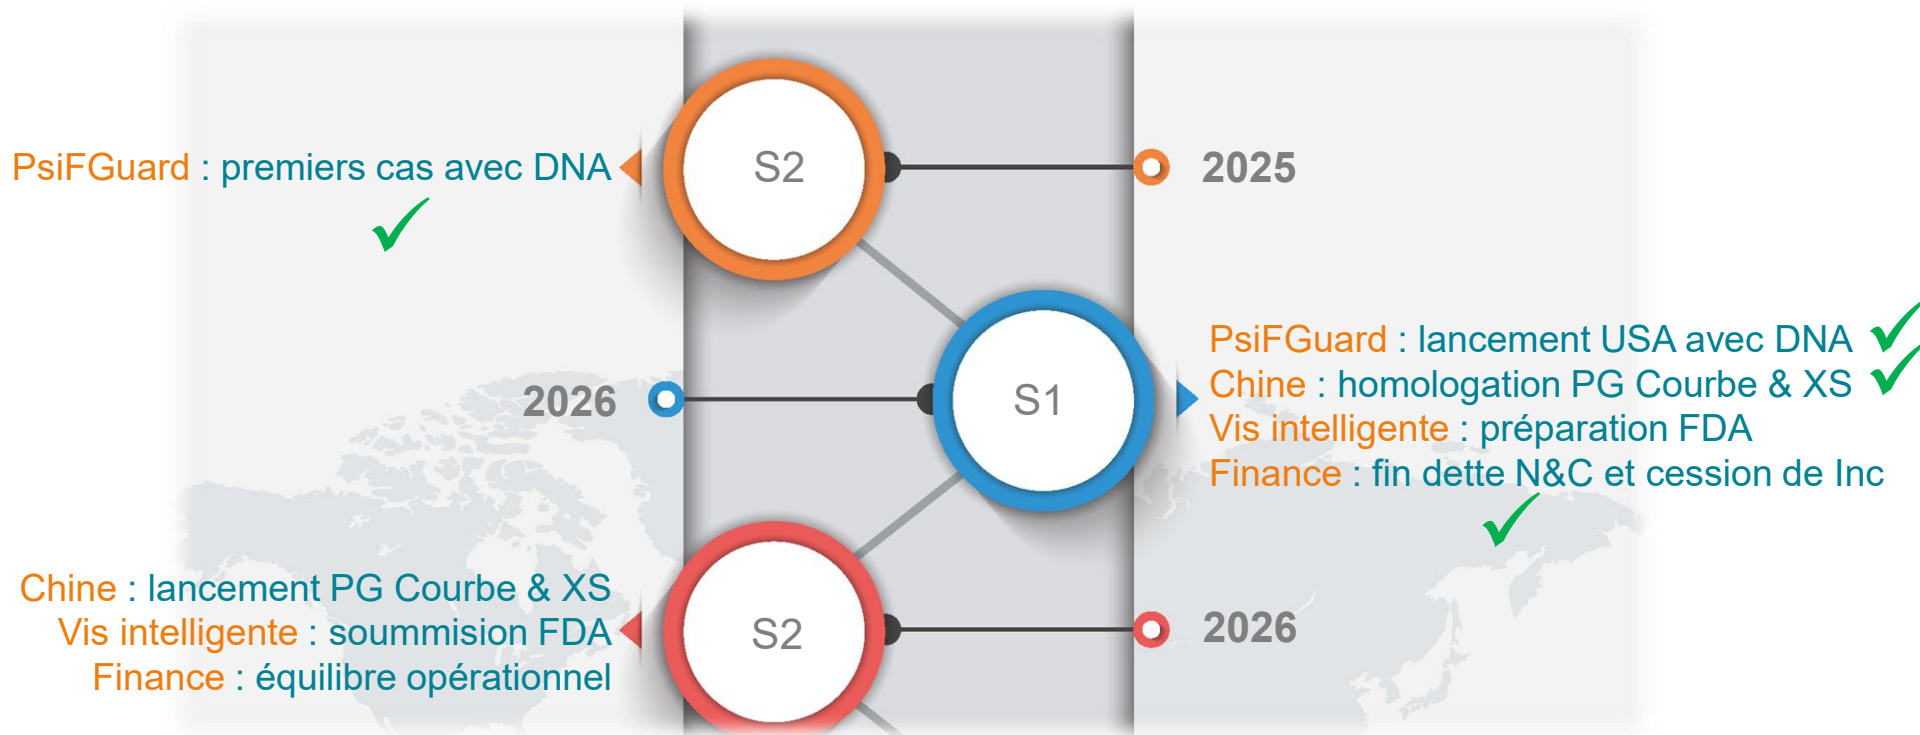 PsiFGuard : premiers cas avec DNA
S2
2025
2026
S1
PsiFGuard : lancement USA avec DNA
Chine : homologation PG Courbe & XS
Vis intelligente : préparation FDA
Finance : fin dette N&C et cession de Inc
Chine : lancement PG Courbe & XS
Vis intelligente : soummision FDA
Finance : équilibre opérationnel
S2
2026